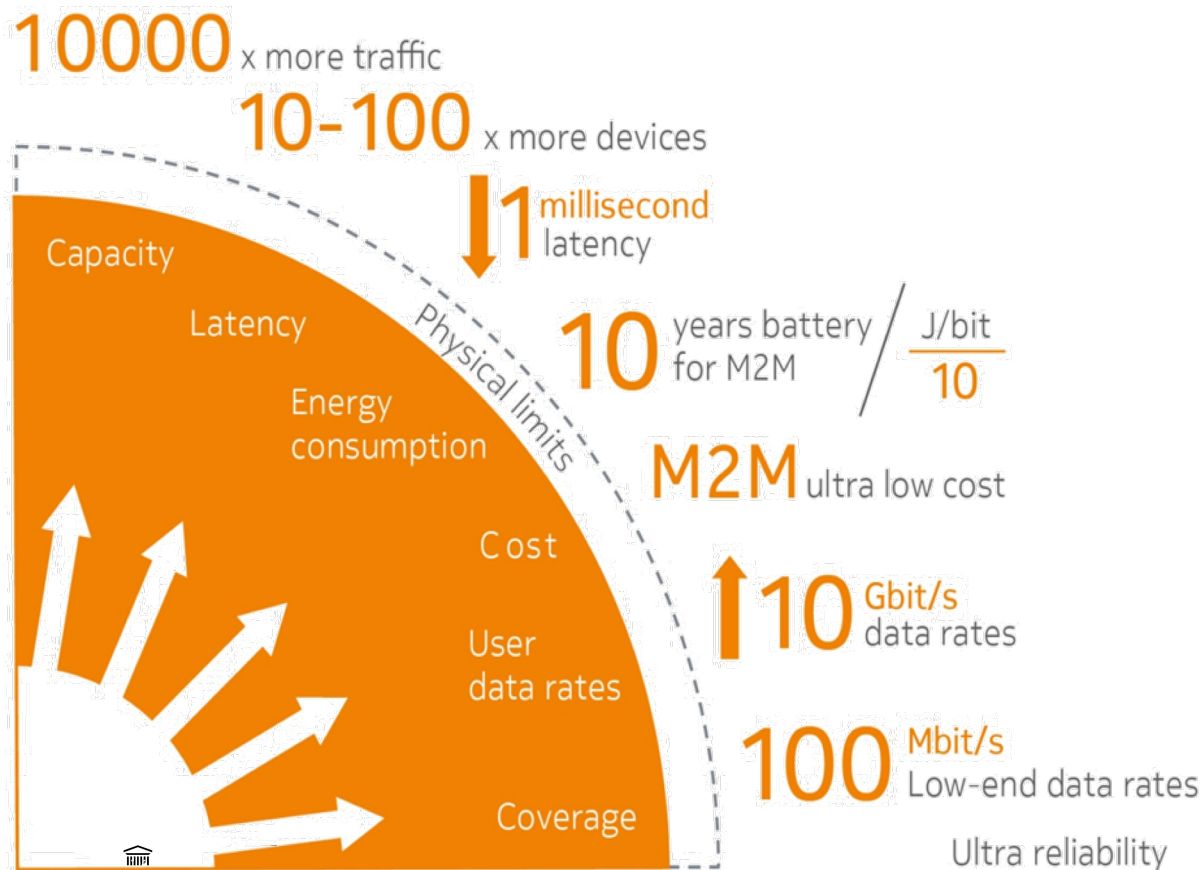 10000 x more traffic
10-100 x more devices
1 millisecond
latency
Capacity
Latency
Energy
consumption
Cost
User
data rates
Coverage
Physical limits
10 years battery
for M2M
J/bit
10
M2M ultra low cost
10 Gbit/s
data rates
100 Mbit/s
Low-end data rates
Ultra reliability